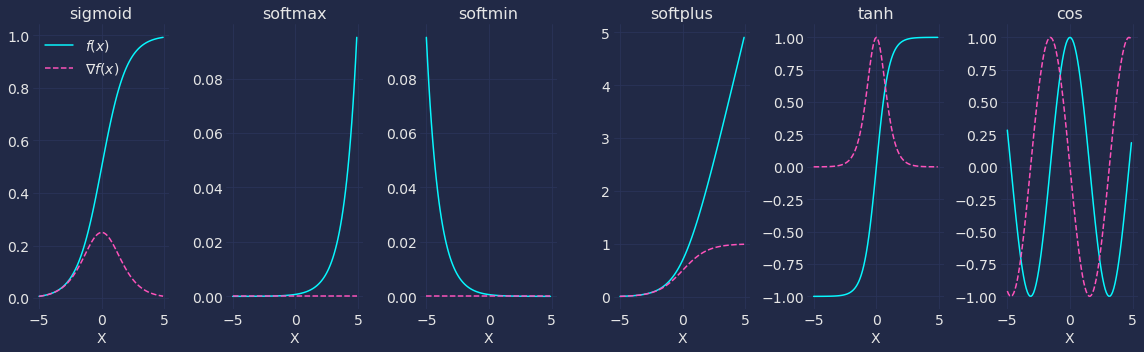 sigmoid softmax softmin softplus tanh cos
f(x)
∇f(x)
1.0
0.8
0.6
0.4
0.2
0.0
−5 0 5
X
0.08
0.06
0.04
0.02
0.00
−5 0 5
X
0.08
0.06
0.04
0.02
0.00
−5 0 5
X
5
4
3
2
1
0
−5 0 5
X
1.00
0.75
0.50
0.25
0.00
−0.25
−0.50
−0.75
−1.00
−5 0 5
X
1.00
0.75
0.50
0.25
0.00
−0.25
−0.50
−0.75
−1.00
−5 0 5
X